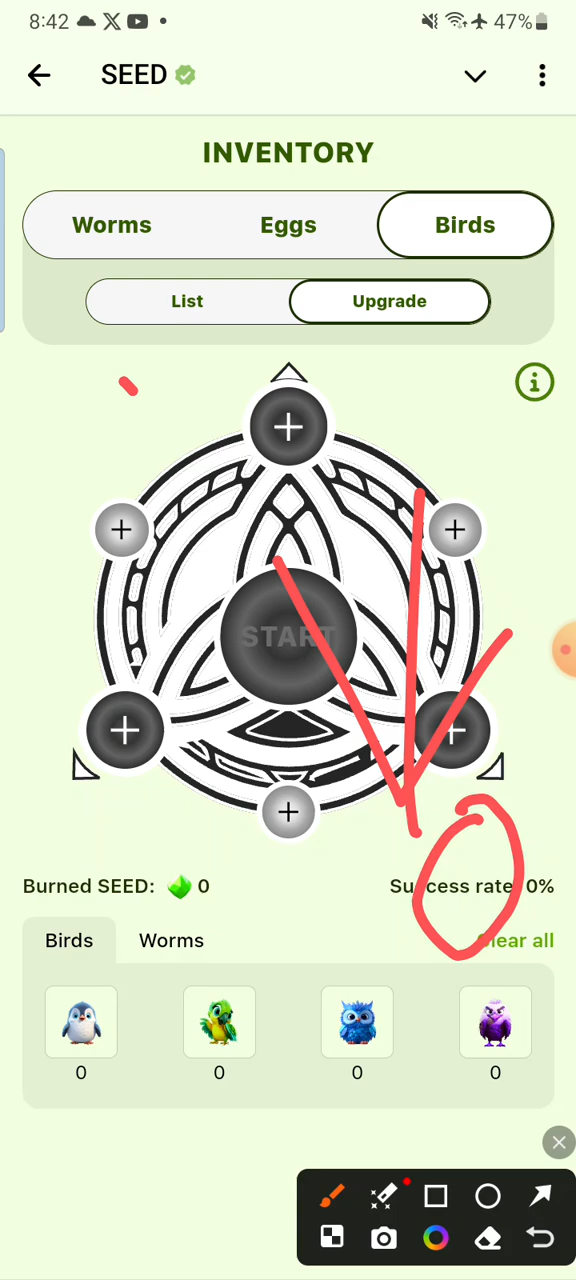 8:42
47%
SEED
INVENTORY
Worms Eggs Birds
List Upgrade
START
Burned SEED: 0 Success rate: 0%
Birds Worms Clear all
0 0 0 0